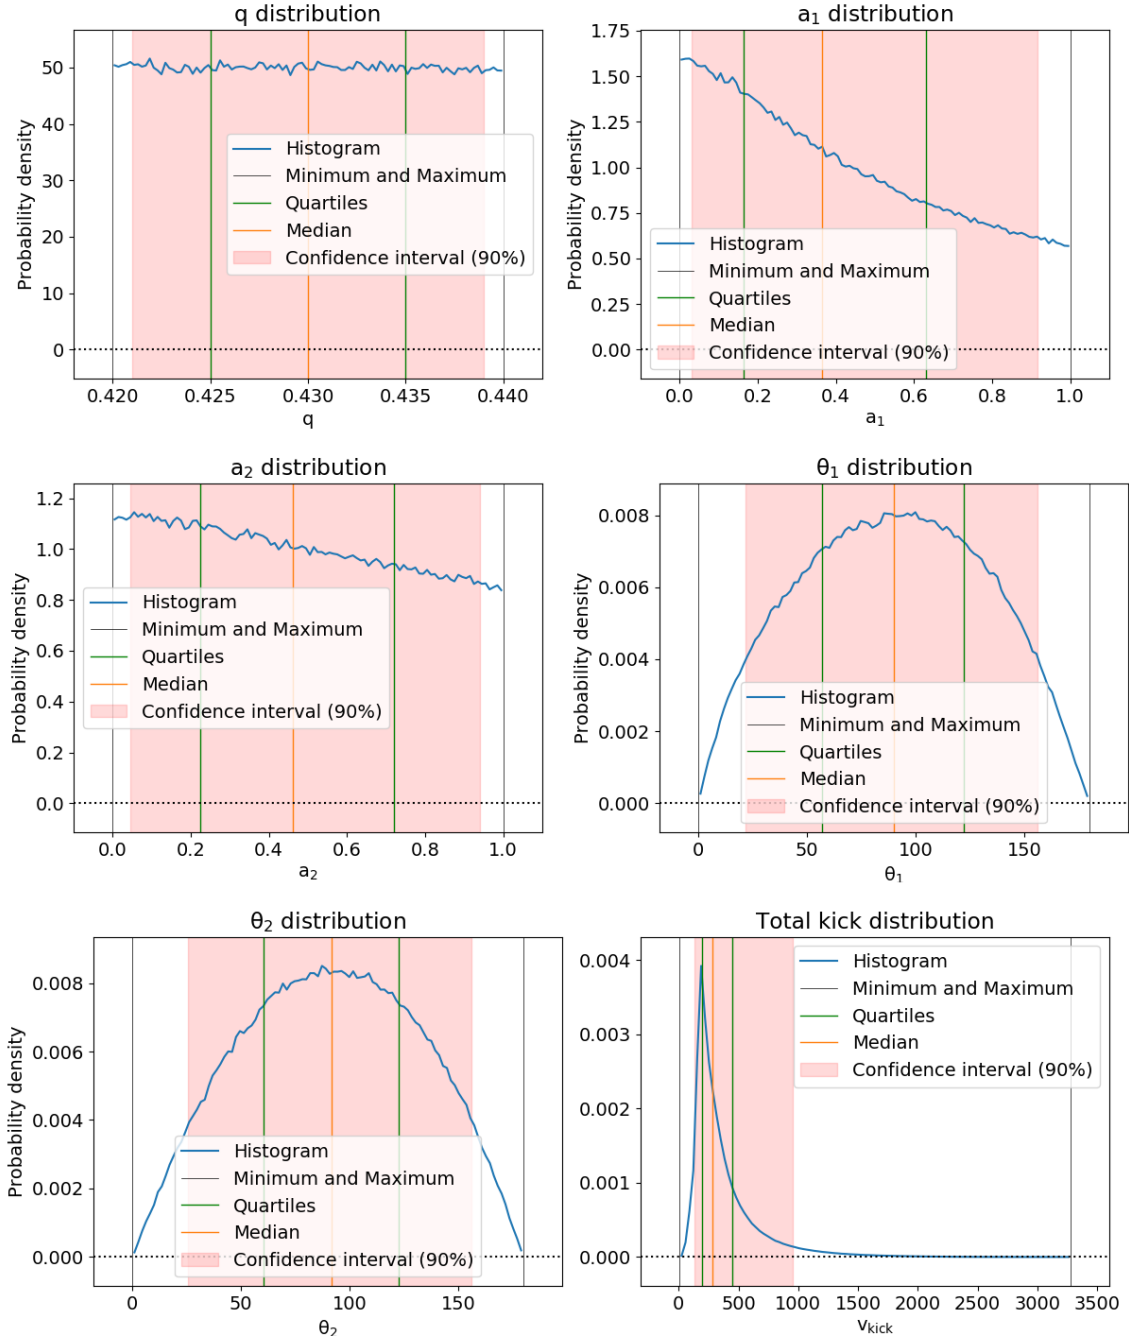 q distribution
Probability density
50
40
30
20
10
0
Histogram
Minimum and Maximum
Quartiles
Median
Confidence interval (90%)
0.420 0.425 0.430 0.435 0.440
q
a₁ distribution
Probability density
1.75
1.50
1.25
1.00
0.75
0.50
0.25
0.00
Histogram
Minimum and Maximum
Quartiles
Median
Confidence interval (90%)
0.0 0.2 0.4 0.6 0.8 1.0
a₁
a₂ distribution
Probability density
1.2
1.0
0.8
0.6
0.4
0.2
0.0
Histogram
Minimum and Maximum
Quartiles
Median
Confidence interval (90%)
0.0 0.2 0.4 0.6 0.8 1.0
a₂
θ₁ distribution
Probability density
0.008
0.006
0.004
0.002
0.000
Histogram
Minimum and Maximum
Quartiles
Median
Confidence interval (90%)
0 50 100 150
θ₁
θ₂ distribution
Probability density
0.008
0.006
0.004
0.002
0.000
Histogram
Minimum and Maximum
Quartiles
Median
Confidence interval (90%)
0 50 100 150
θ₂
Total kick distribution
0.004
0.003
0.002
0.001
0.000
Histogram
Minimum and Maximum
Quartiles
Median
Confidence interval (90%)
0 500 1000 1500 2000 2500 3000 3500
v_kick